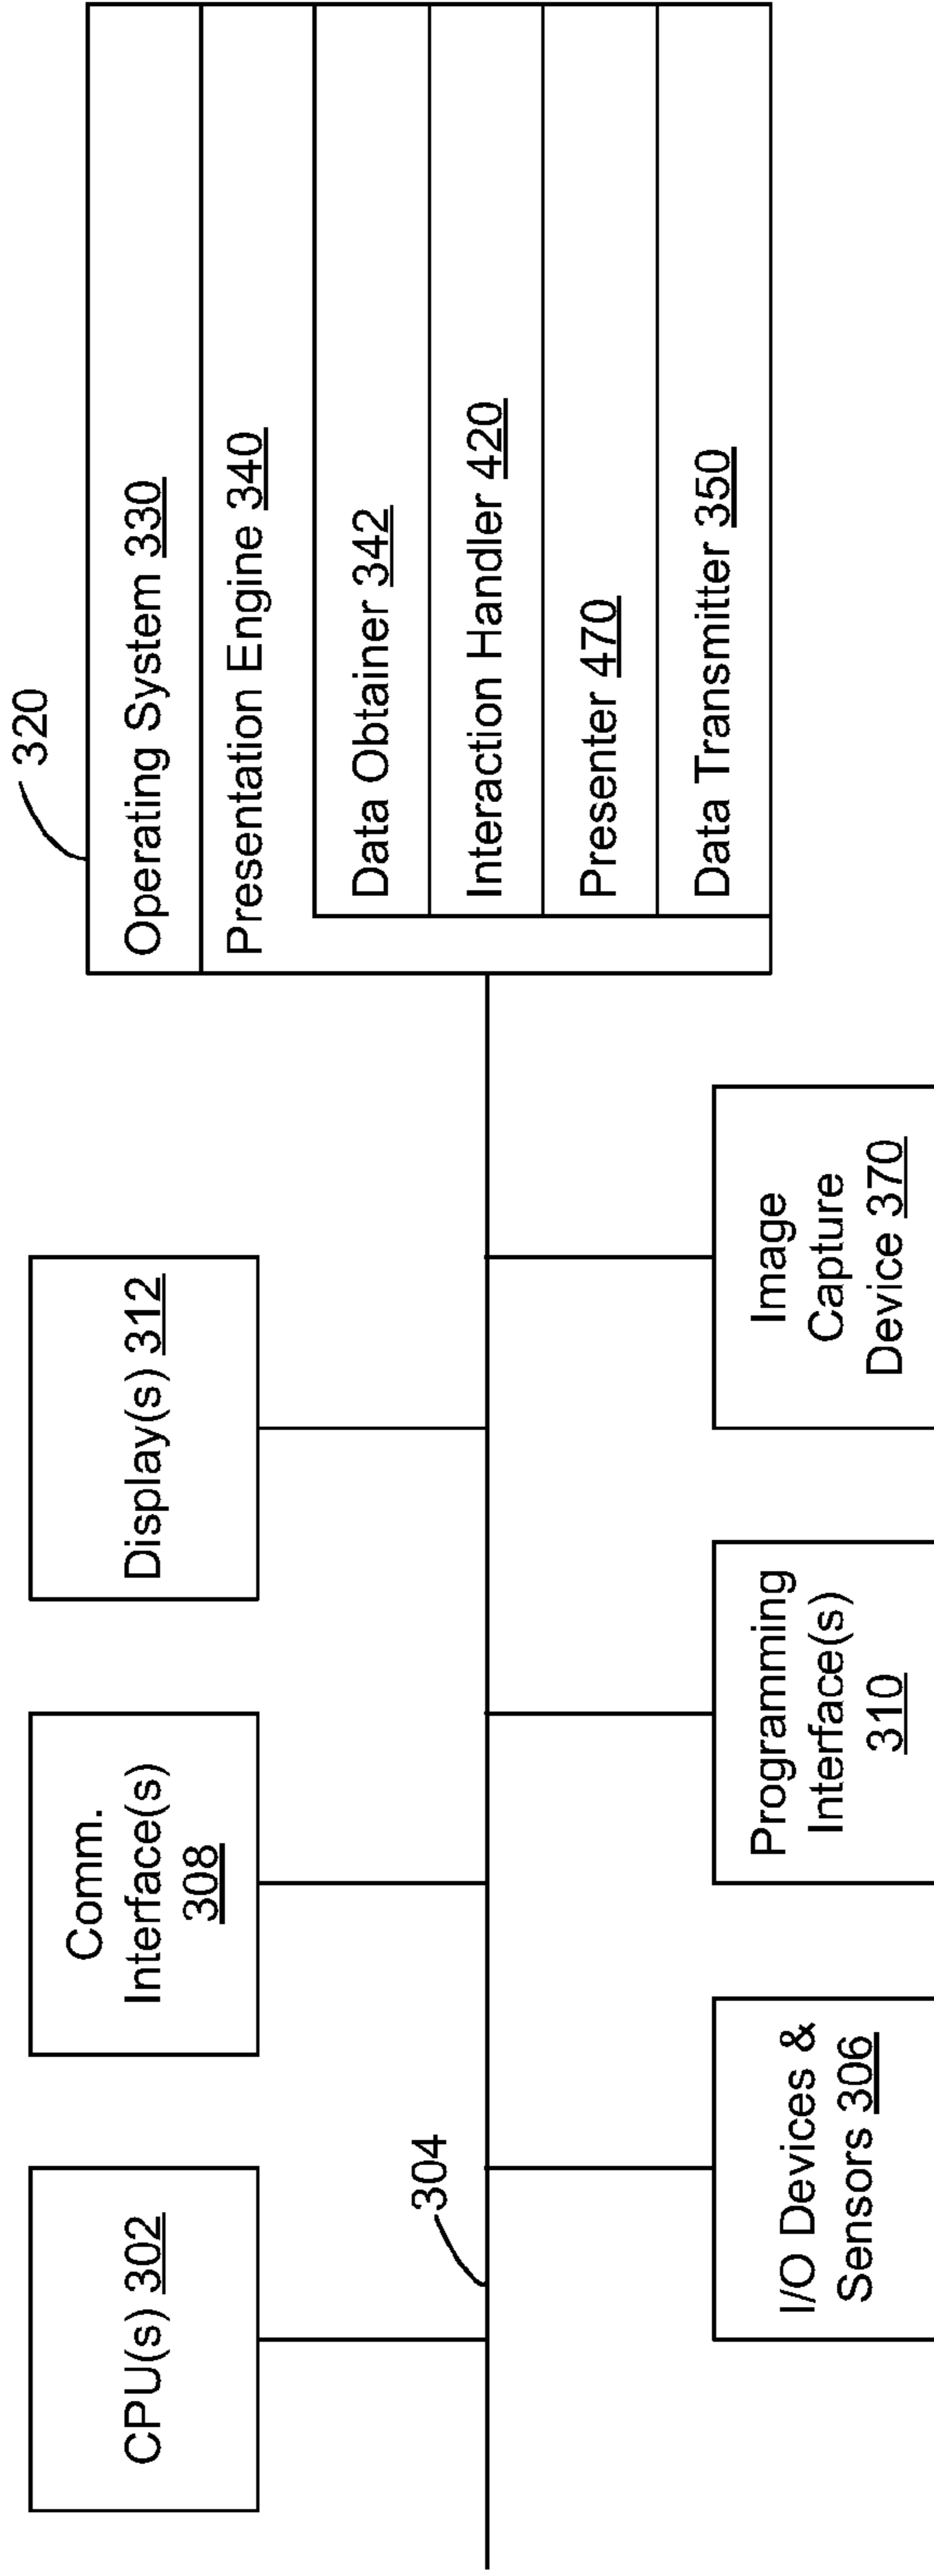 CPU(s) 302
Comm.
Interface(s)
308
Display(s) 312
320
Operating System 330
Presentation Engine 340
Data Obtainer 342
Interaction Handler 420
Presenter 470
Data Transmitter 350
304
I/O Devices &
Sensors 306
Programming
Interface(s)
310
Image
Capture
Device 370